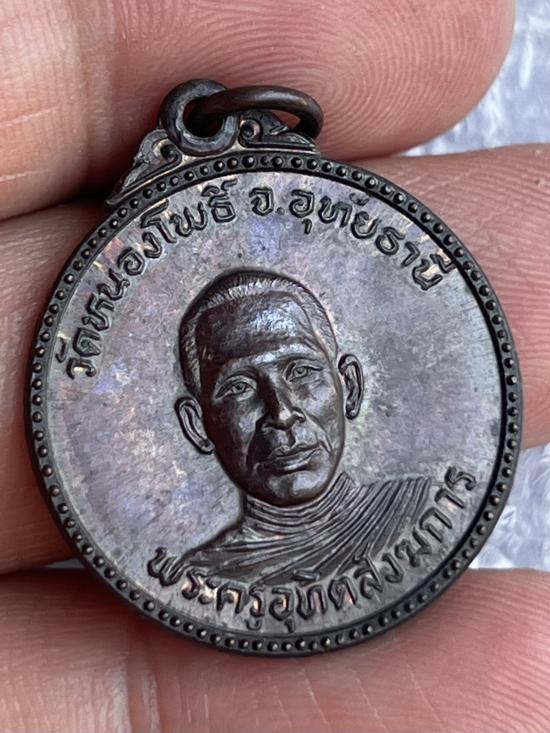 วัดหนองโพธิ์ จ.อุทัยธานี
พระครูอุทิตสังฆการ